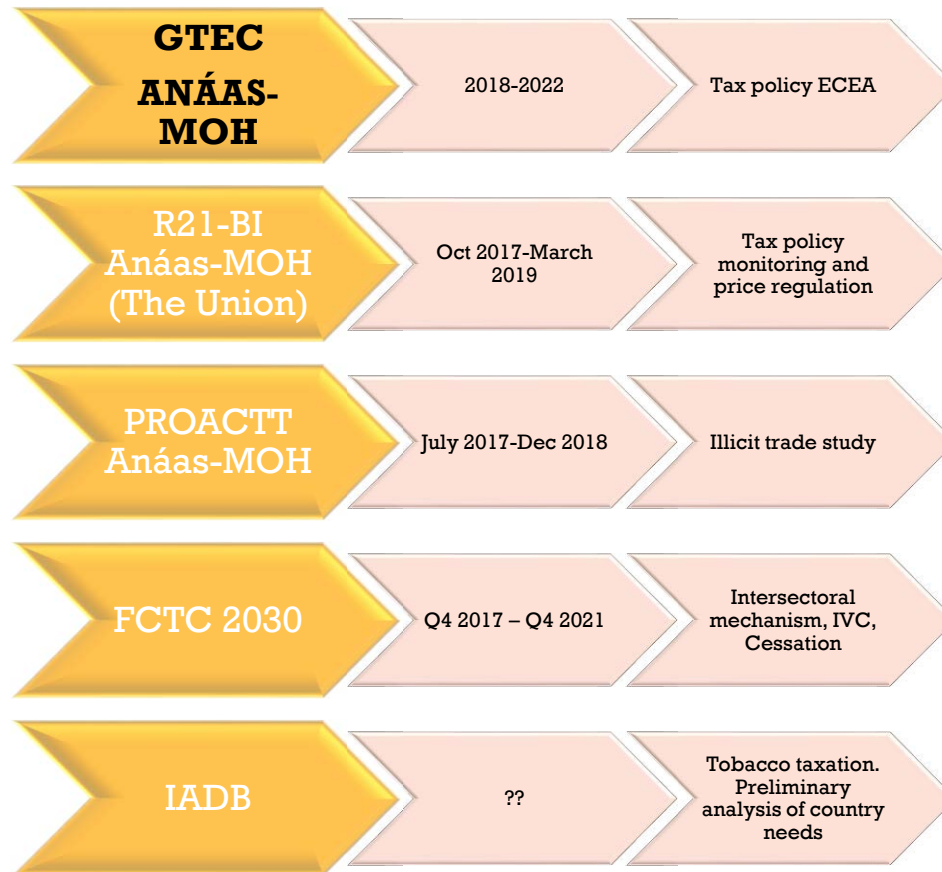 GTEC
ANÁAS-
MOH
2018-2022
Tax policy ECEA
R21-BI
Anáas-MOH
(The Union)
Oct 2017-March
2019
Tax policy
monitoring and
price regulation
PROACTT
Anáas-MOH
July 2017-Dec 2018
Illicit trade study
FCTC 2030
Q4 2017 – Q4 2021
Intersectoral
mechanism, IVC,
Cessation
IADB
??
Tobacco taxation.
Preliminary
analysis of country
needs